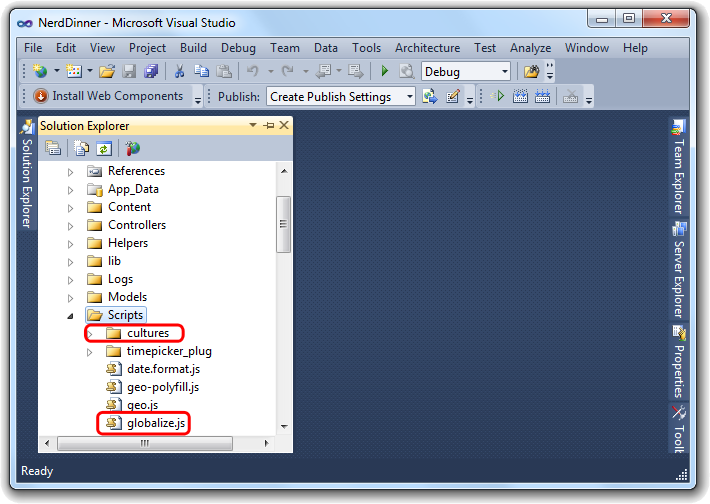 NerdDinner - Microsoft Visual Studio
File Edit View Project Build Debug Team Data Tools Architecture Test Analyze Window Help
Debug
Install Web Components Publish: Create Publish Settings
Solution Explorer
Solution Explorer
References
App_Data
Content
Controllers
Helpers
lib
Logs
Models
Scripts
cultures
timepicker_plug
date.format.js
geo-polyfill.js
geo.js
globalize.js
Team Explorer
Server Explorer
Properties
Toolb
Ready